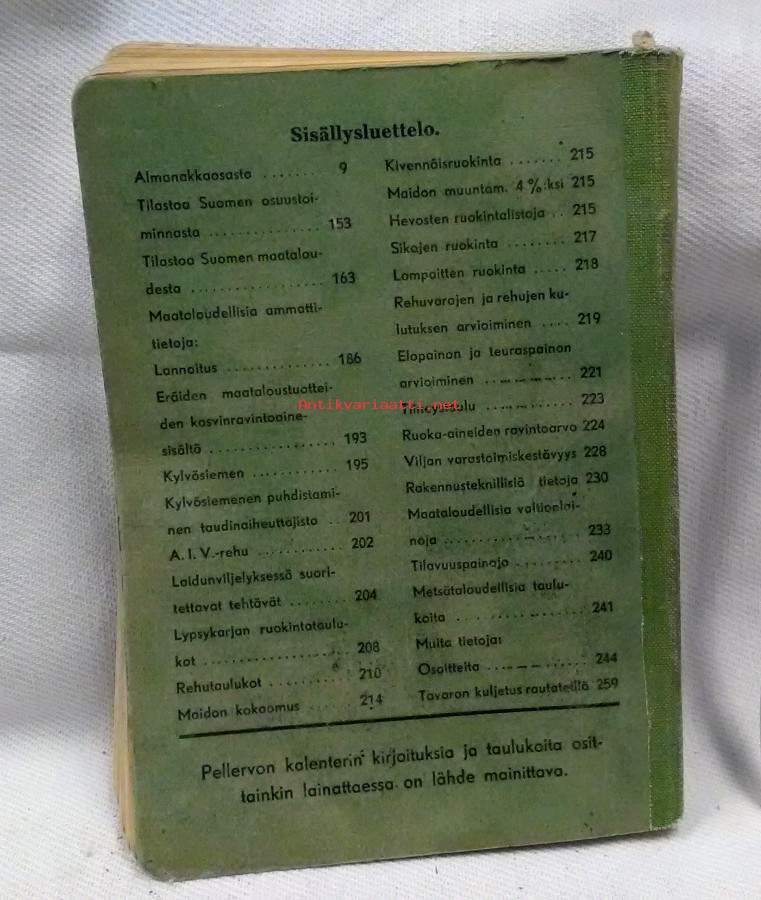 Sisällysluettelo.
Almanakkaosasto ....... 9
Tilastoa Suomen osuustoi-
minnasta ............... 153
Tilastoa Suomen maatalou-
desta ................. 163
Maataloudellisia ammatti-
tietoja:
Lannoitus .............. 186
Eräiden maataloustuottei-
den kasvinravintoaine-
sisältö ................. 193
Kylvösiemen ............ 195
Kylvösiemenen puhdistami-
nen taudinaiheuttajista .. 201
A. I. V.-rehu ............ 202
Laidunviljelyksessä suori-
tettavat tehtävät ........ 204
Lypsykarjan ruokintataulu-
kot .................... 208
Rehutaulukot ........... 210
Maidon kokoomus ....... 214
Kivennäisruokinta ....... 215
Maidon muuntam. 4 %:ksi 215
Hevosten ruokintalistoja .. 215
Sikojen ruokinta ........ 217
Lampaitten ruokinta ..... 218
Rehuvarojen ja rehujen ku-
lutuksen arvioiminen .... 219
Elopainon ja teuraspainon
arvioiminen ............ 221
Antikvariaatti.net
............ 223
Ruoka-aineiden ravintoarvo 224
Viljan varastoimiskestävyys 228
Rakennusteknillisiä tietoja 230
Maataloudellisia valtionlai-
noja .................. 233
Tilavuuspainoja ......... 240
Metsätaloudellisia taulu-
koita .................. 241
Muita tietoja:
Osoitteita ............. 244
Tavaran kuljetus rautateillä 259
Pellervon kalenterin kirjoituksia ja taulukoita osit-
tainkin lainattaessa on lähde mainittava.